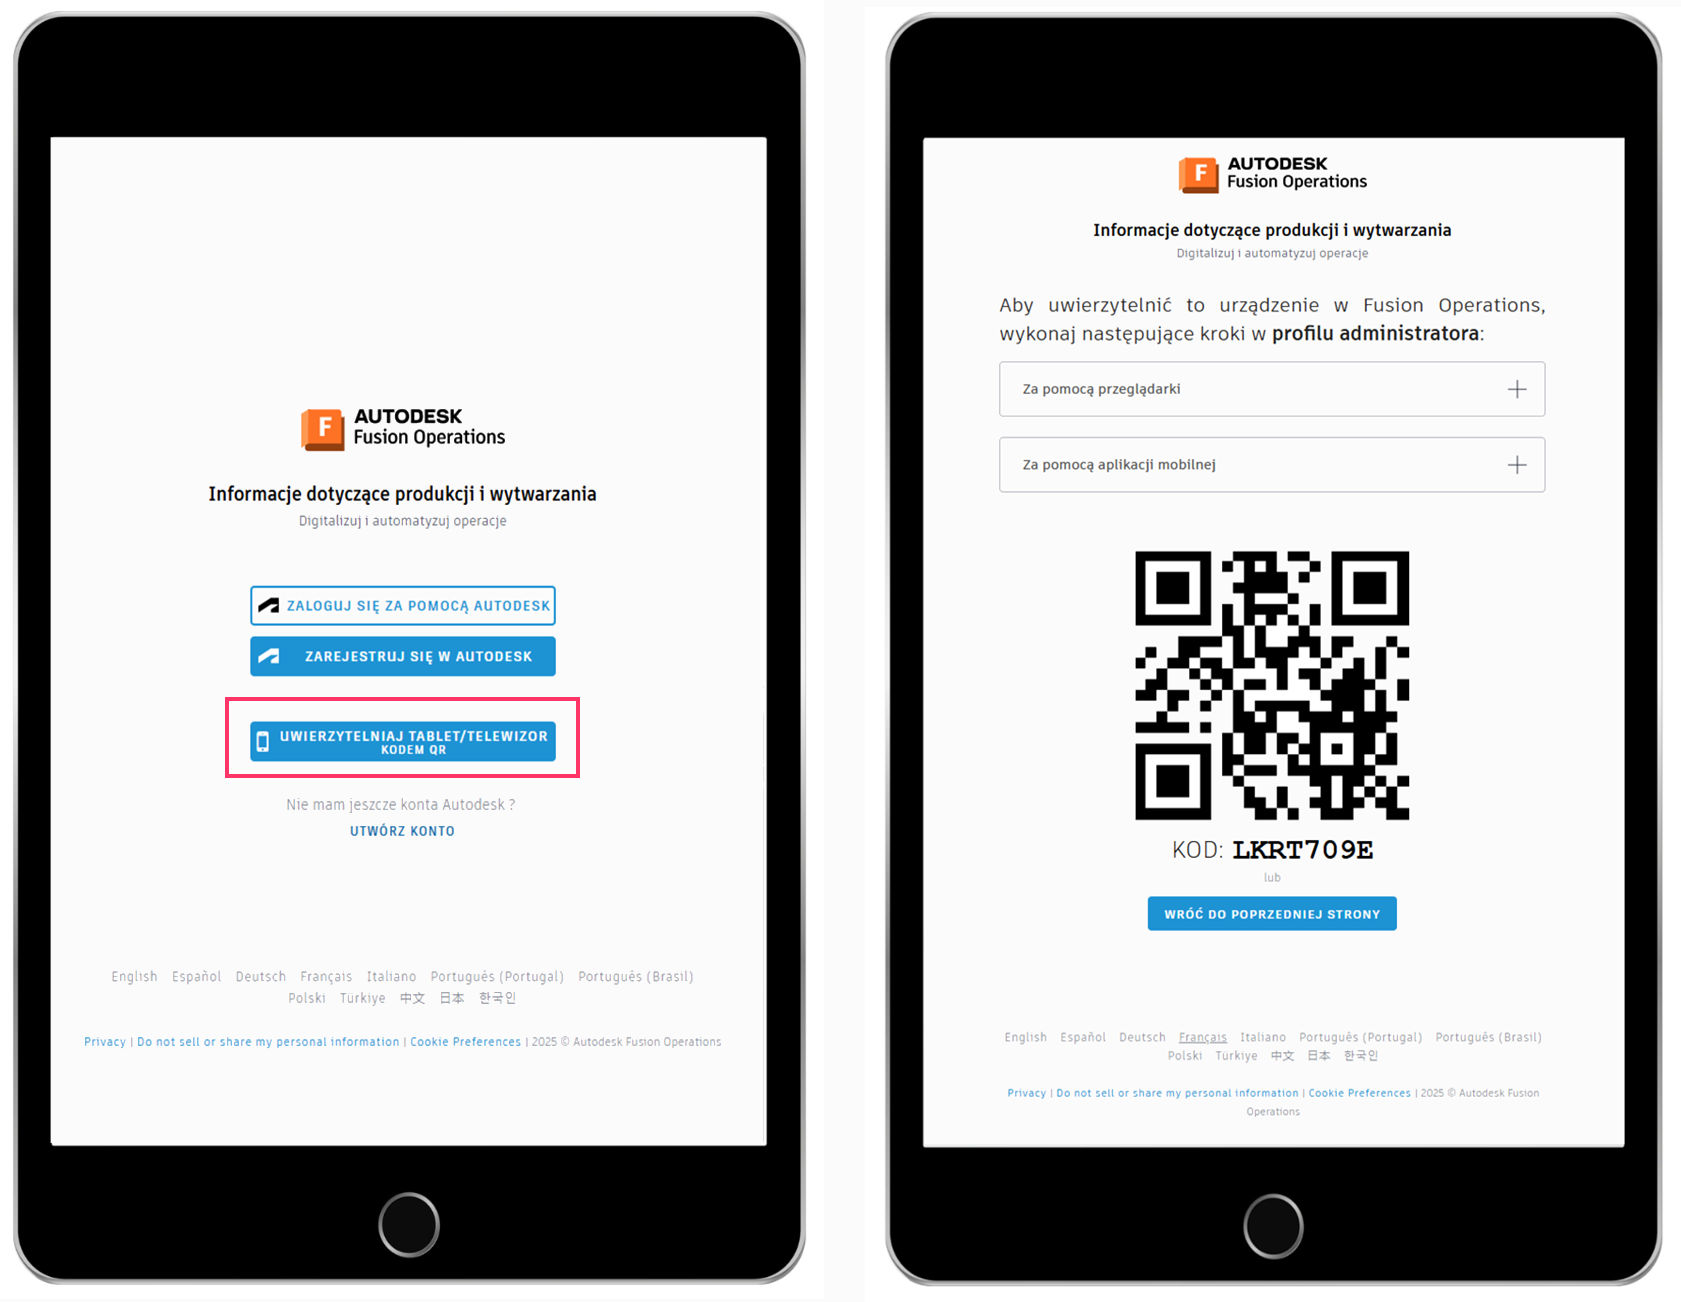 F
AUTODESK
Fusion Operations
Informacje dotyczące produkcji i wytwarzania
Digitalizuj i automatyzuj operacje
ZALOGUJ SIĘ ZA POMOCĄ AUTODESK
ZAREJESTRUJ SIĘ W AUTODESK
UWIERZYTELNIAJ TABLET/TELEWIZOR
KODEM QR
Nie mam jeszcze konta Autodesk ?
UTWÓRZ KONTO
English Español Deutsch Français Italiano Português (Portugal) Português (Brasil)
Polski Türkiye 中文 日本 한국인
Privacy | Do not sell or share my personal information | Cookie Preferences | 2025 © Autodesk Fusion Operations
F
AUTODESK
Fusion Operations
Informacje dotyczące produkcji i wytwarzania
Digitalizuj i automatyzuj operacje
Aby uwierzytelnić to urządzenie w Fusion Operations,
wykonaj następujące kroki w profilu administratora:
Za pomocą przeglądarki
Za pomocą aplikacji mobilnej
KOD: LKRT709E
lub
WRÓĆ DO POPRZEDNIEJ STRONY
English Español Deutsch Français Italiano Português (Portugal) Português (Brasil)
Polski Türkiye 中文 日本 한국인
Privacy | Do not sell or share my personal information | Cookie Preferences | 2025 © Autodesk Fusion
Operations